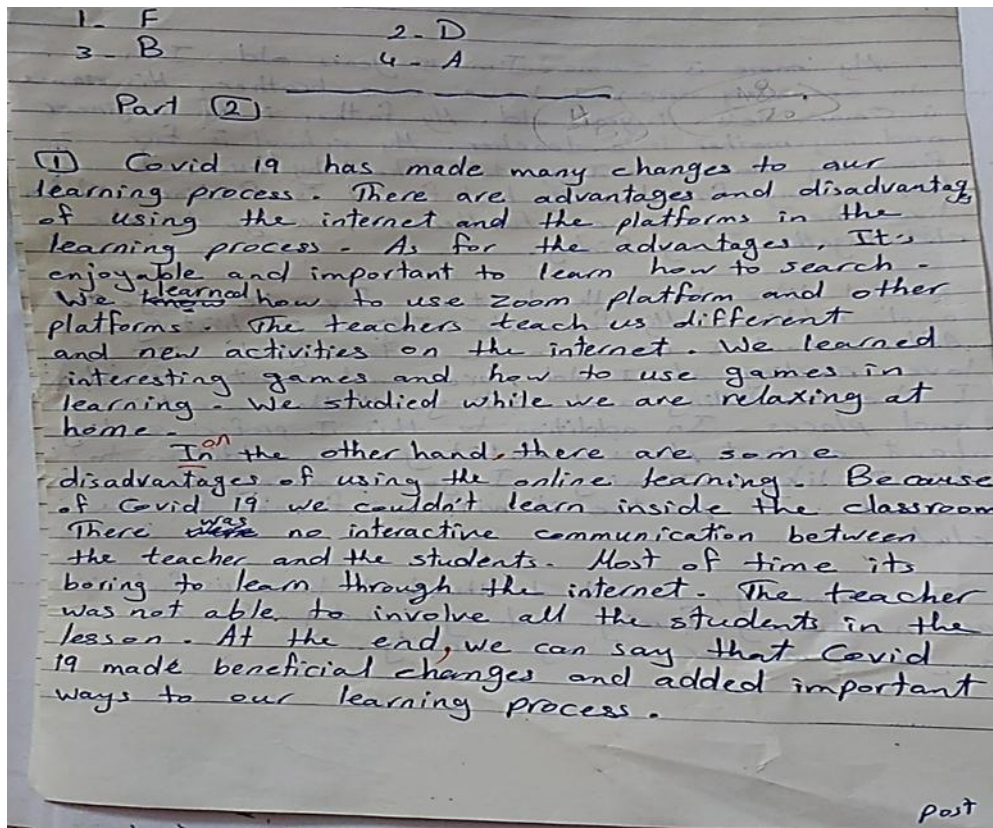 1- F 2- D
3- B 4- A
Part 2
1 Covid 19 has made many changes to our
learning process. There are advantages and disadvantages
of using the internet and the platforms in the
learning process. As for the advantages, It's
enjoyable and important to learn how to search.
We learned how to use zoom platform and other
platforms. The teachers teach us different
and new activities on the internet. We learned
interesting games and how to use games in
learning. We studied while we are relaxing at
home.
on
In the other hand, there are some
disadvantages of using the online learning. Because
of Covid 19 we couldn't learn inside the classroom
There was no interactive communication between
the teacher and the students. Most of time its
boring to learn through the internet. The teacher
was not able to involve all the students in the
lesson. At the end, we can say that Covid
19 made beneficial changes and added important
ways to our learning process.
post